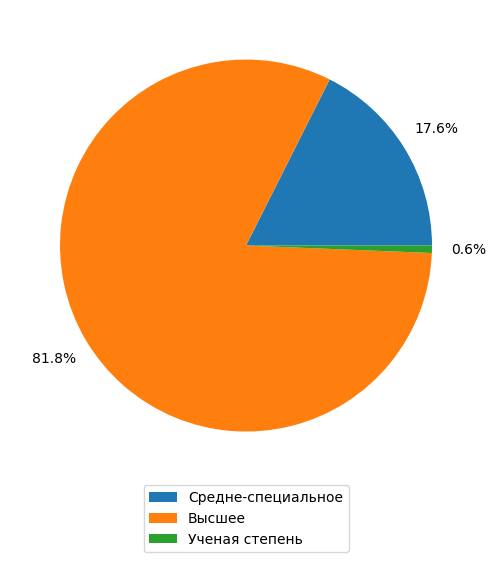 17.6%
0.6%
81.8%
Средне-специальное
Высшее
Ученая степень